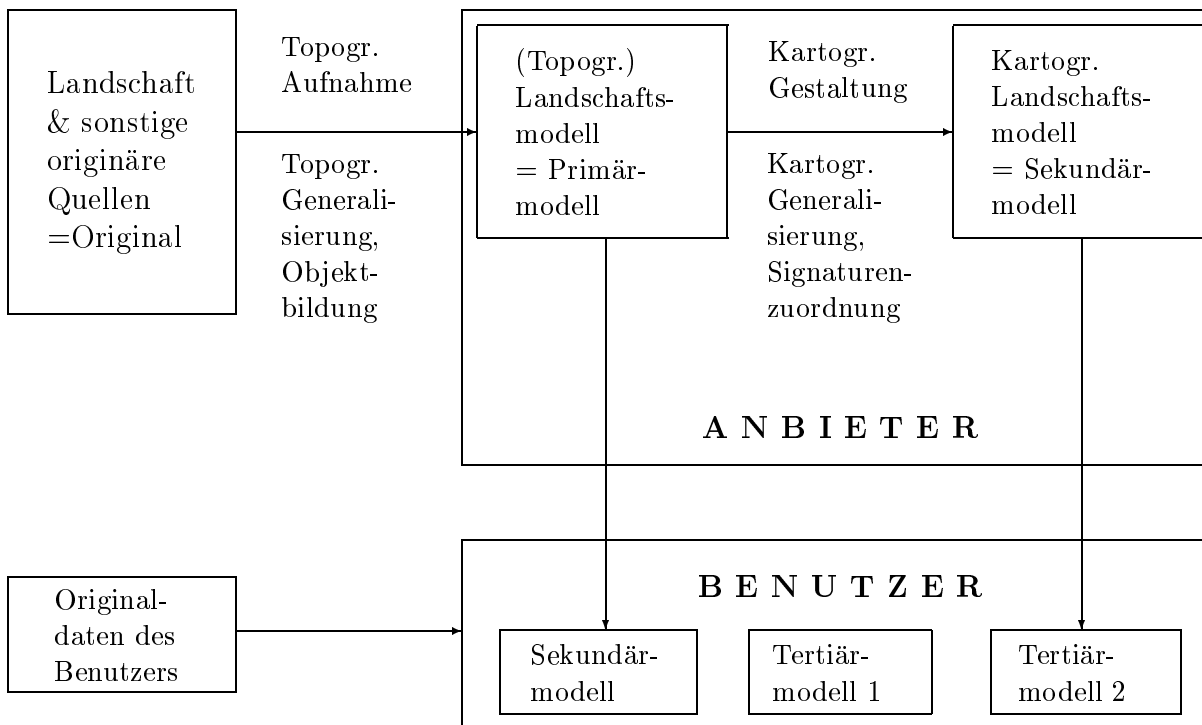 Landschaft
& sonstige
originäre
Quellen
=Original
Topogr.
Aufnahme
Topogr.
Generali-
sierung,
Objekt-
bildung
(Topogr.)
Landschafts-
modell
= Primär-
modell
Kartogr.
Gestaltung
Kartogr.
Generali-
sierung,
Signaturen-
zuordnung
Kartogr.
Landschafts-
modell
= Sekundär-
modell
A N B I E T E R
B E N U T Z E R
Original-
daten des
Benutzers
Sekundär-
modell
Tertiär-
modell 1
Tertiär-
modell 2